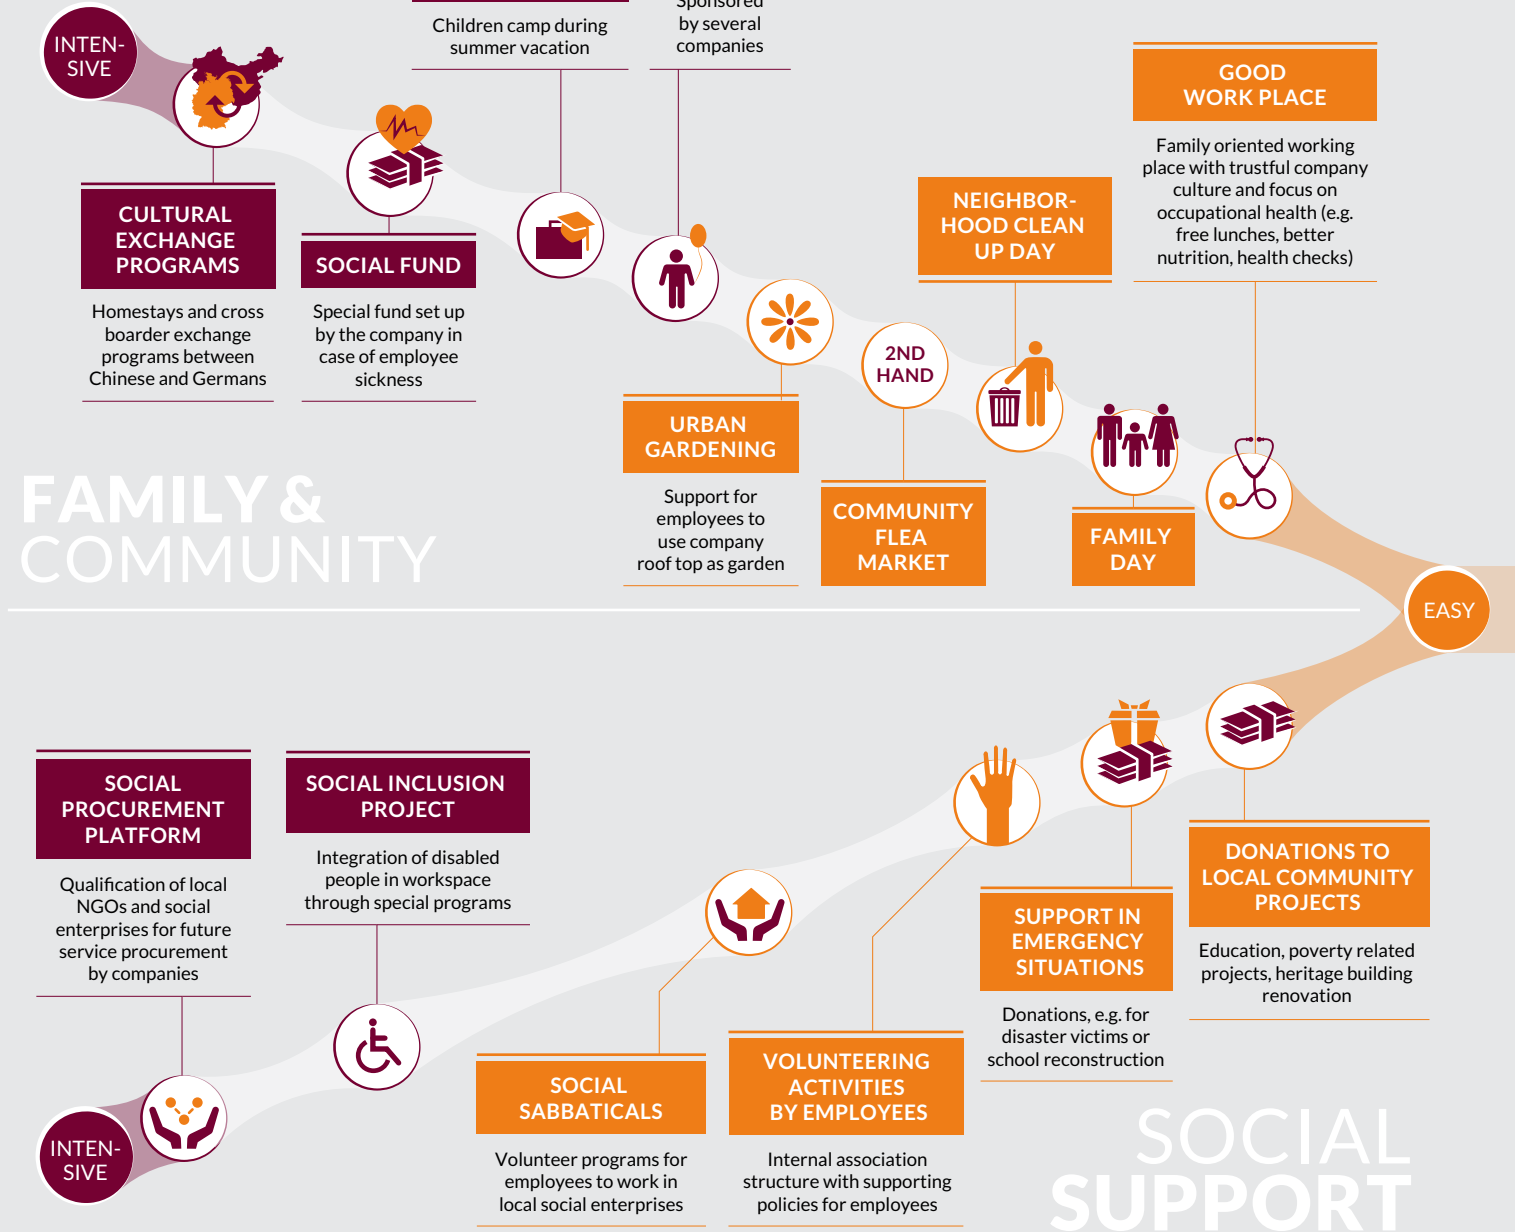 INTEN-
SIVE
Children camp during
summer vacation
Sponsored
by several
companies
GOOD
WORK PLACE
Family oriented working
place with trustful company
culture and focus on
occupational health (e.g.
free lunches, better
nutrition, health checks)
NEIGHBOR-
HOOD CLEAN
UP DAY
CULTURAL
EXCHANGE
PROGRAMS
Homestays and cross
boarder exchange
programs between
Chinese and Germans
SOCIAL FUND
Special fund set up
by the company in
case of employee
sickness
2ND
HAND
URBAN
GARDENING
Support for
employees to
use company
roof top as garden
COMMUNITY
FLEA
MARKET
FAMILY
DAY
FAMILY &
COMMUNITY
EASY
SOCIAL
PROCUREMENT
PLATFORM
Qualification of local
NGOs and social
enterprises for future
service procurement
by companies
SOCIAL INCLUSION
PROJECT
Integration of disabled
people in workspace
through special programs
DONATIONS TO
LOCAL COMMUNITY
PROJECTS
Education, poverty related
projects, heritage building
renovation
SUPPORT IN
EMERGENCY
SITUATIONS
Donations, e.g. for
disaster victims or
school reconstruction
VOLUNTEERING
ACTIVITIES
BY EMPLOYEES
Internal association
structure with supporting
policies for employees
SOCIAL
SABBATICALS
Volunteer programs for
employees to work in
local social enterprises
INTEN-
SIVE
SOCIAL
SUPPORT